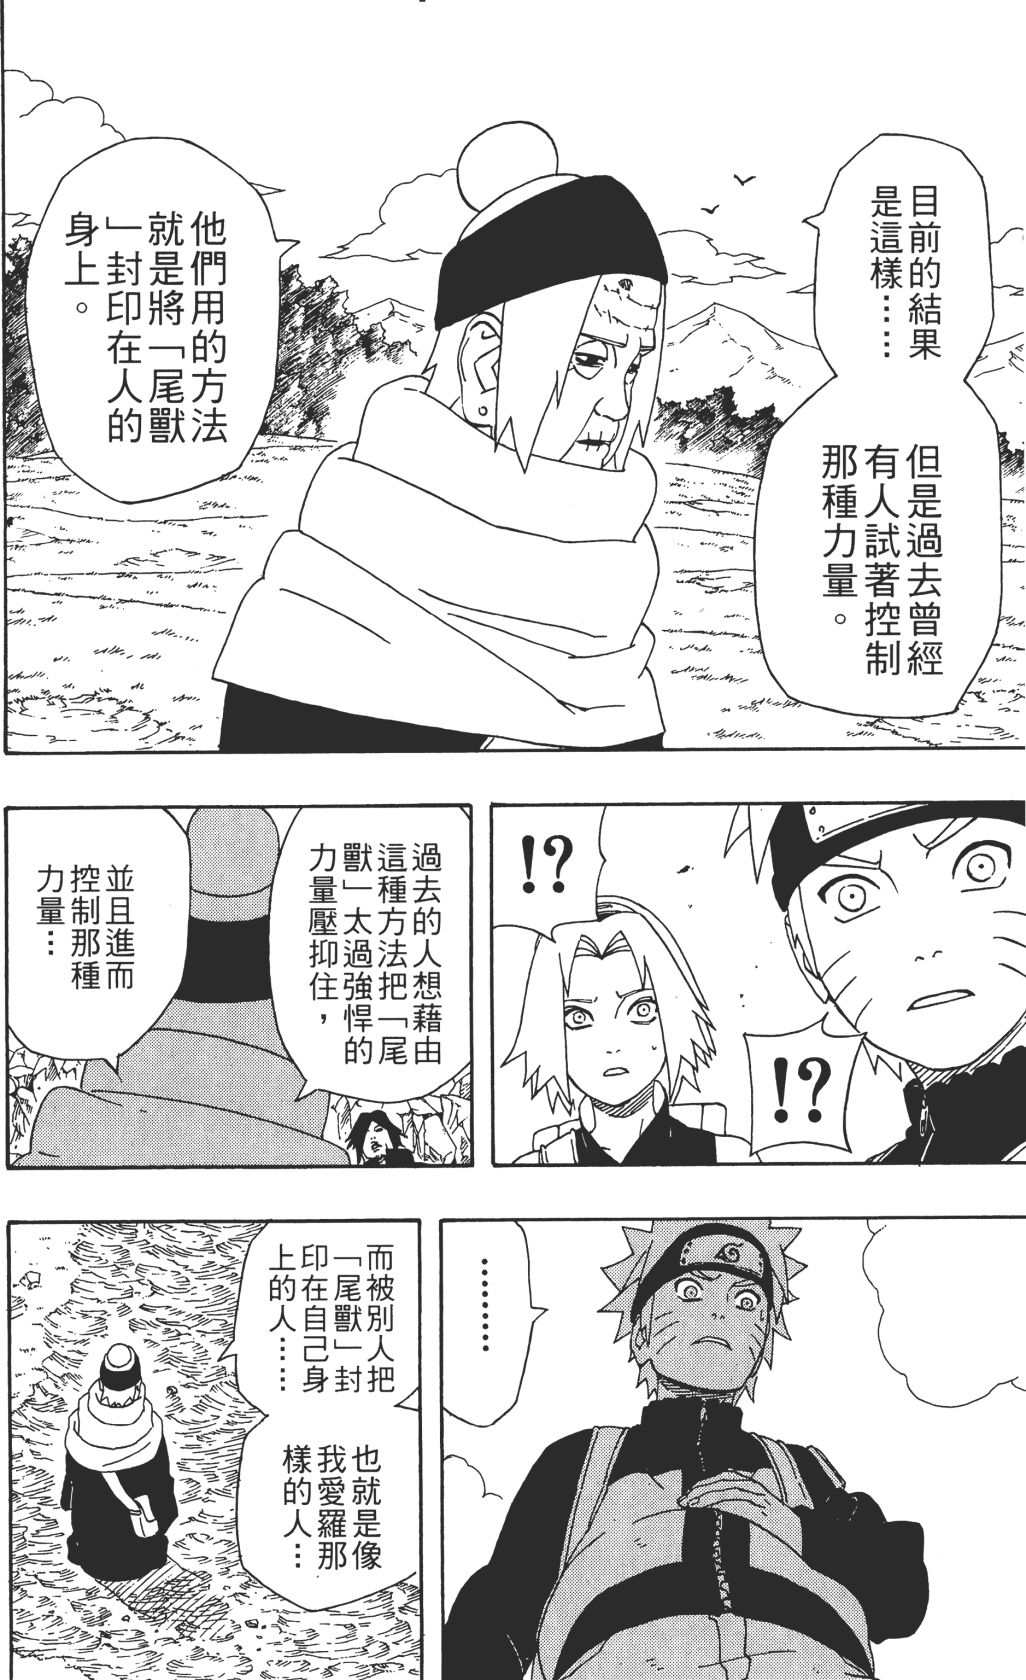 目前的結果
是這樣……
但是過去曾經
有人試著控制
那種力量。
他們用的方法
就是將「尾獸
」封印在人的
身上。
!?
!?
過去的人想藉由
這種方法把「尾
獸」太過強悍的
力量壓抑住，
並且進而
控制那種
力量…
………
而被別人把
「尾獸」封
印在自己身
上的人……
也就是像
我愛羅那
樣的人…